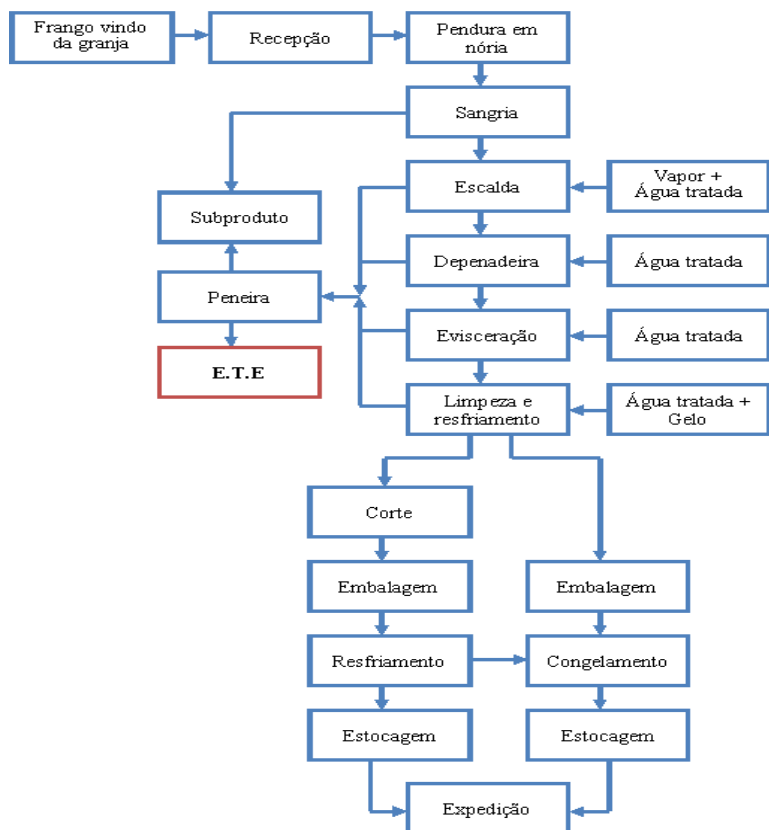 Frango vindo
da granja
Recepção
Pendura em
nória
Sangria
Escalda
Vapor +
Água tratada
Subproduto
Depenadeira
Água tratada
Peneira
Evisceração
Água tratada
E.T.E
Limpeza e
resfriamento
Água tratada +
Gelo
Corte
Embalagem
Embalagem
Resfriamento
Congelamento
Estocagem
Estocagem
Expedição